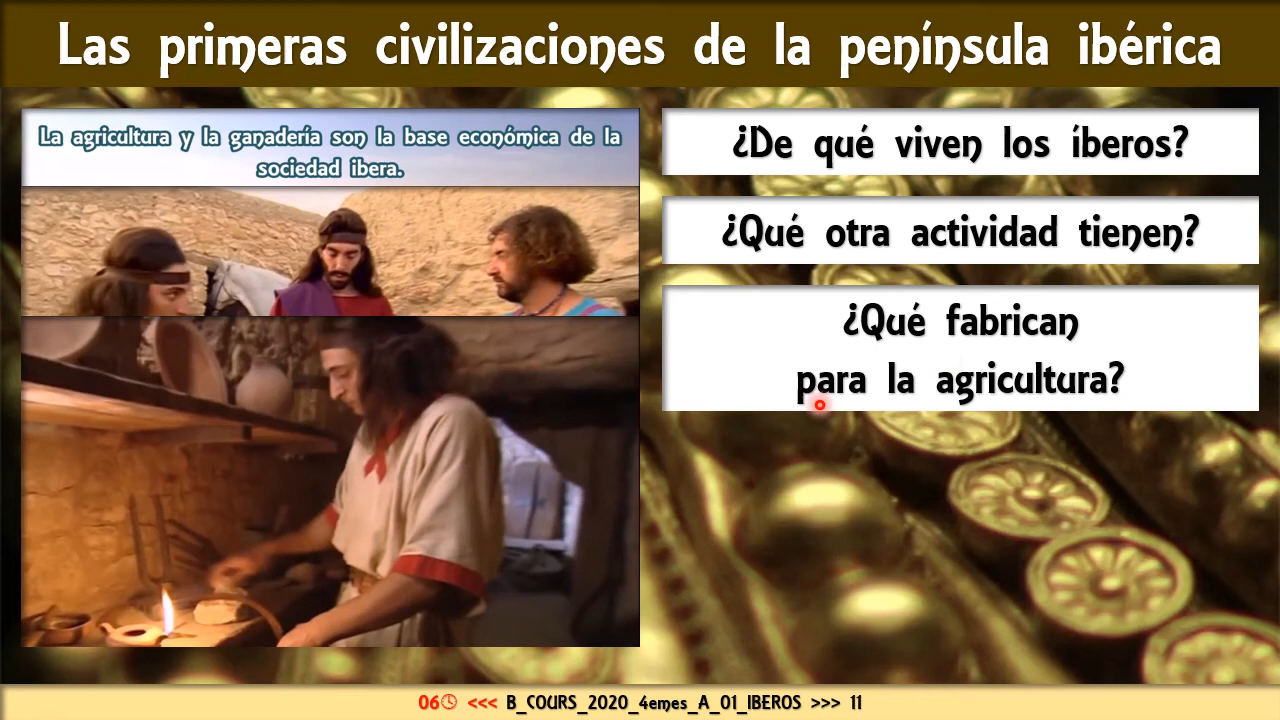 Las primeras civilizaciones de la península ibérica
La agricultura y la ganadería son la base económica de la
sociedad ibera.
¿De qué viven los íberos?
¿Qué otra actividad tienen?
¿Qué fabrican
para la agricultura?
06🕓 <<< B_COURS_2020_4emes_A_01_IBEROS >>> 11